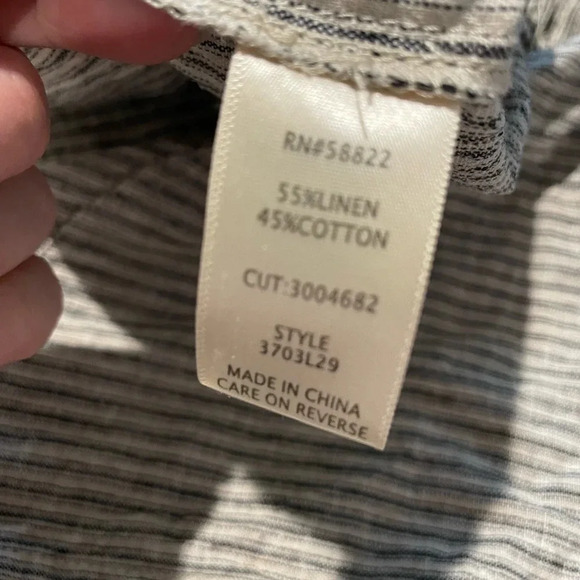 RN#58822
55%LINEN
45%COTTON
CUT:3004682
STYLE
3703L29
MADE IN CHINA
CARE ON REVERSE